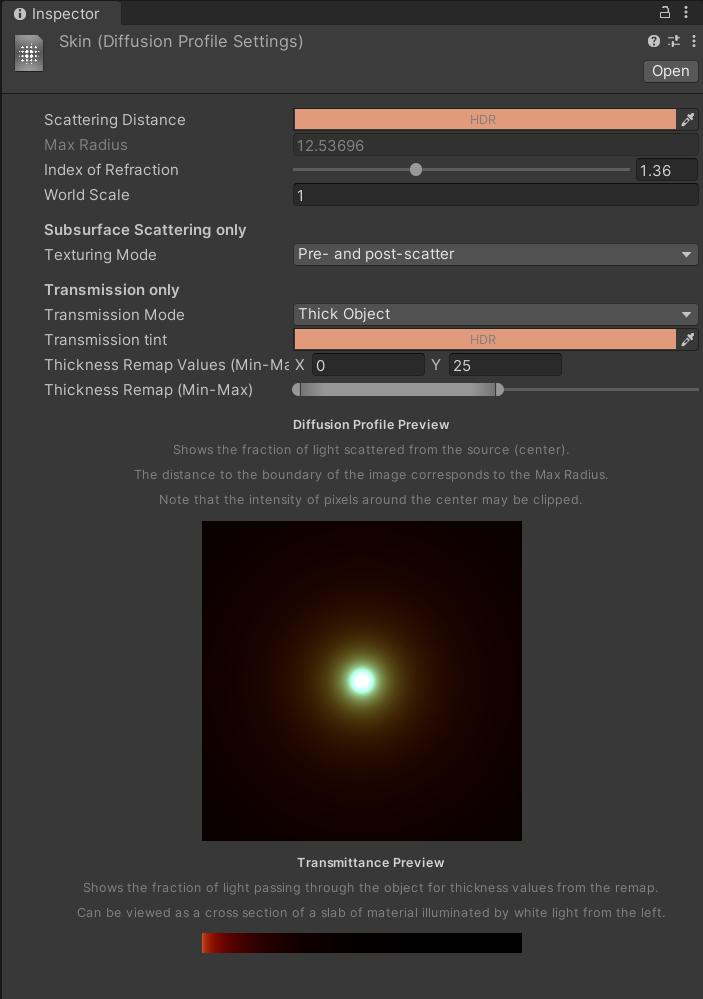 Inspector
Skin (Diffusion Profile Settings)
Open
Scattering Distance HDR
Max Radius 12.53696
Index of Refraction 1.36
World Scale 1
Subsurface Scattering only
Texturing Mode Pre- and post-scatter
Transmission only
Transmission Mode Thick Object
Transmission tint HDR
Thickness Remap Values (Min-Ma X 0 Y 25
Thickness Remap (Min-Max)
Diffusion Profile Preview
Shows the fraction of light scattered from the source (center).
The distance to the boundary of the image corresponds to the Max Radius.
Note that the intensity of pixels around the center may be clipped.
Transmittance Preview
Shows the fraction of light passing through the object for thickness values from the remap.
Can be viewed as a cross section of a slab of material illuminated by white light from the left.